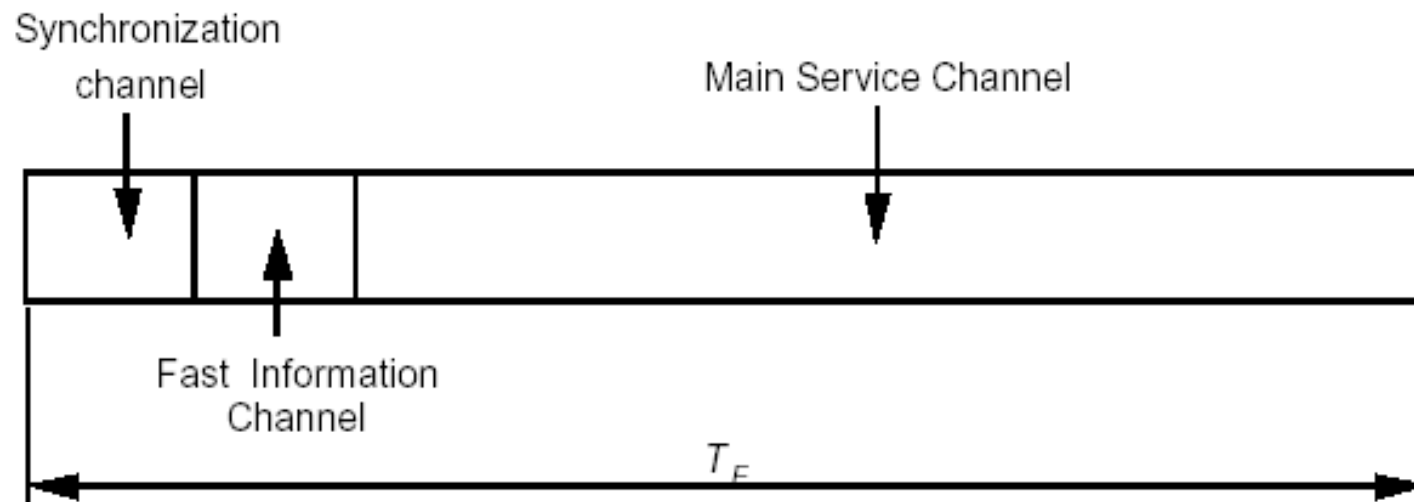 Synchronization
channel
Main Service Channel
Fast Information
Channel
T F